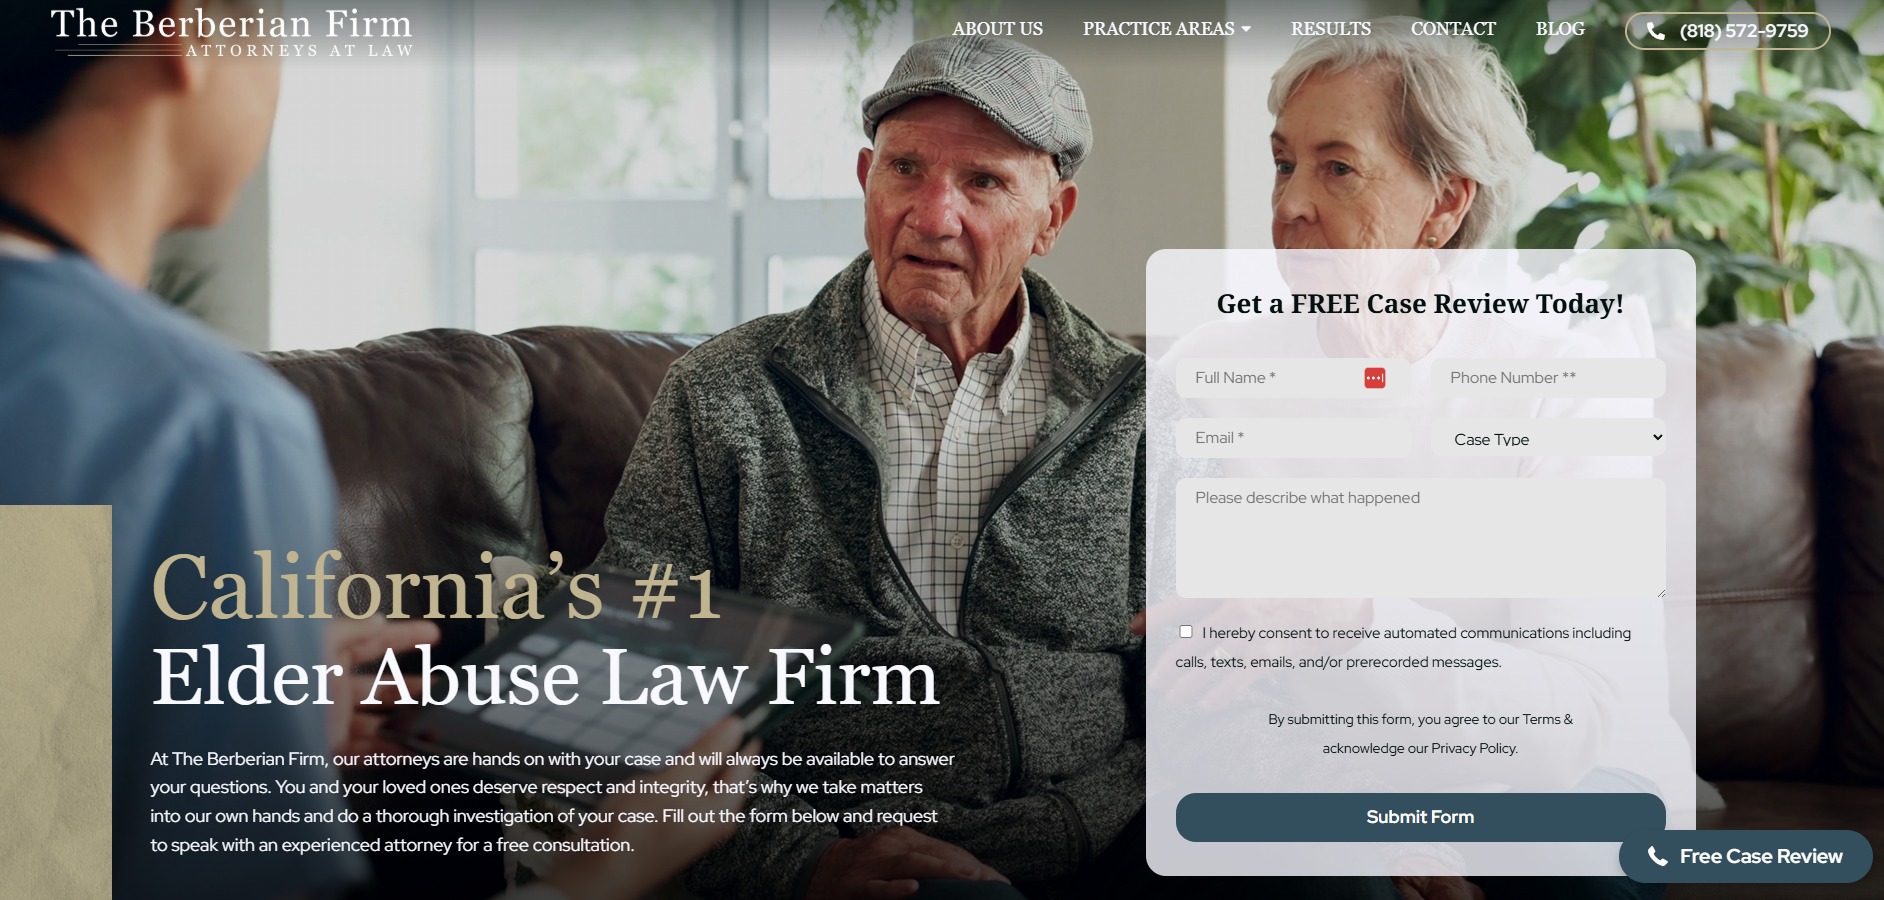 The Berberian Firm
ATTORNEYS AT LAW
ABOUT US
PRACTICE AREAS
RESULTS
CONTACT
BLOG
(818) 572-9759
California’s #1
Elder Abuse Law Firm
At The Berberian Firm, our attorneys are hands on with your case and will always be available to answer
your questions. You and your loved ones deserve respect and integrity, that’s why we take matters
into our own hands and do a thorough investigation of your case. Fill out the form below and request
to speak with an experienced attorney for a free consultation.
Get a FREE Case Review Today!
Full Name *
Phone Number **
Email *
Case Type
Please describe what happened
I hereby consent to receive automated communications including
calls, texts, emails, and/or prerecorded messages.
By submitting this form, you agree to our Terms &
acknowledge our Privacy Policy.
Submit Form
Free Case Review